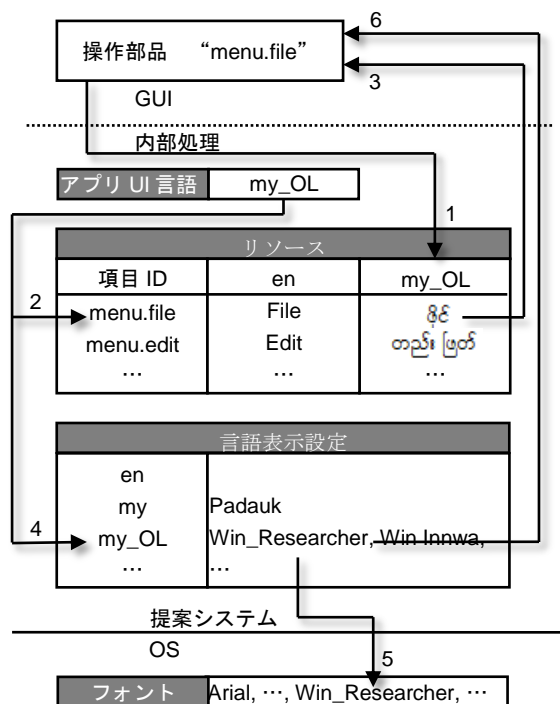 6
操作部品 “menu.file”
3
GUI
内部処理
アプリ UI 言語 my_OL
1
リソース
項目 ID en my_OL
2
menu.file File ဖိုင်
menu.edit Edit တည်း ဖြတ်
… … …
言語表示設定
en
my Padauk
4
my_OL Win_Researcher, Win Innwa,
… …
提案システム
OS
5
フォント Arial, …, Win_Researcher, …